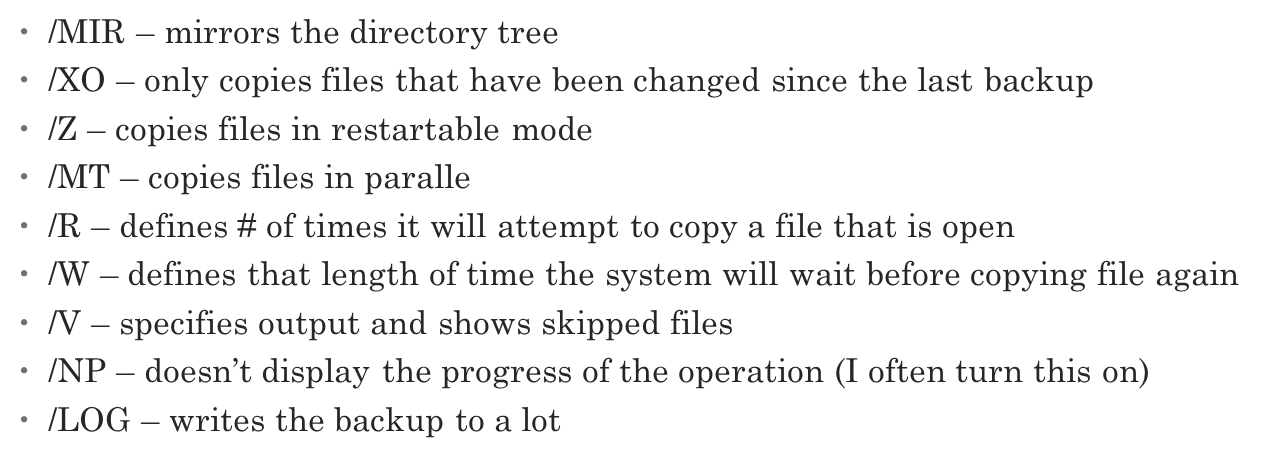 • /MIR – mirrors the directory tree
• /XO – only copies files that have been changed since the last backup
• /Z – copies files in restartable mode
• /MT – copies files in paralle
• /R – defines # of times it will attempt to copy a file that is open
• /W – defines that length of time the system will wait before copying file again
• /V – specifies output and shows skipped files
• /NP – doesn’t display the progress of the operation (I often turn this on)
• /LOG – writes the backup to a lot